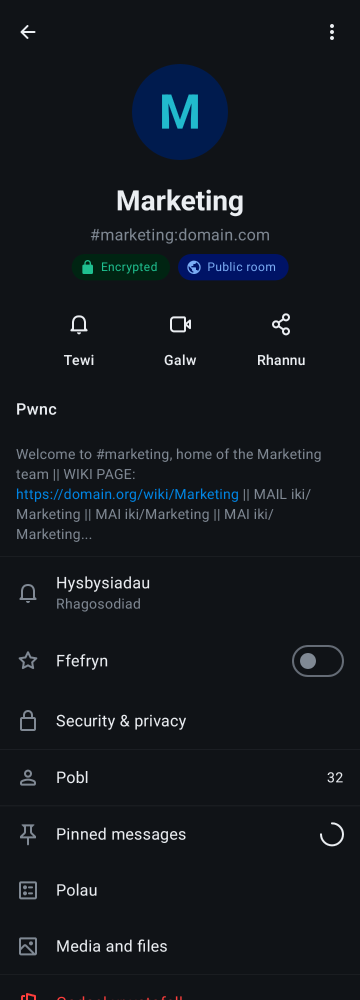 M
Marketing
#marketing:domain.com
Encrypted
Public room
Tewi
Galw
Rhannu
Pwnc
Welcome to #marketing, home of the Marketing
team || WIKI PAGE:
https://domain.org/wiki/Marketing || MAIL iki/
Marketing || MAI iki/Marketing || MAI iki/
Marketing...
Hysbysiadau
Rhagosodiad
Ffefryn
Security & privacy
Pobl
32
Pinned messages
Polau
Media and files